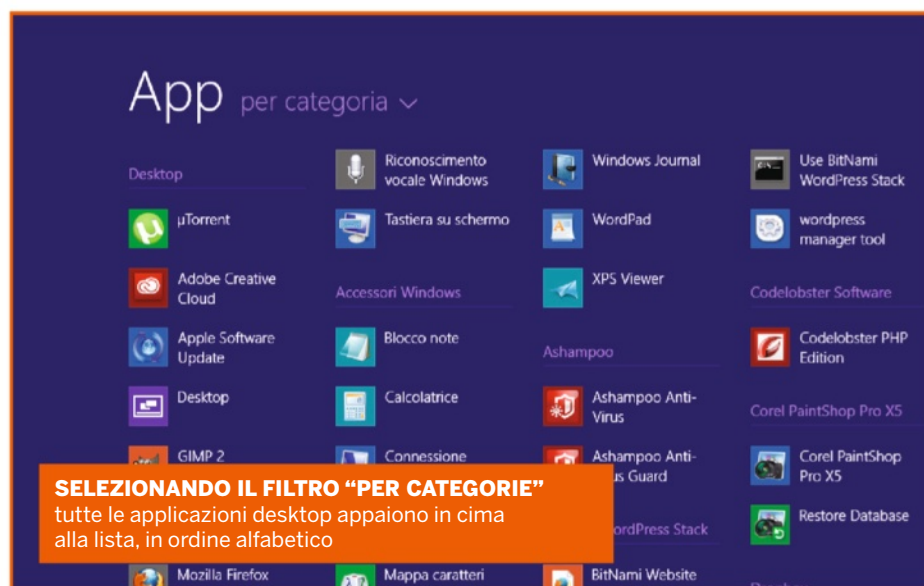 App per categoria
Desktop
µTorrent
Adobe Creative
Cloud
Apple Software
Update
Desktop
GIMP 2
Mozilla Firefox
Riconoscimento
vocale Windows
Tastiera su schermo
Accessori Windows
Blocco note
Calcolatrice
Connessione
Mappa caratteri
Windows Journal
WordPad
XPS Viewer
Ashampoo
Ashampoo Anti-
Virus
Ashampoo Anti-
us Guard
ordPress Stack
BitNami Website
Use BitNami
WordPress Stack
wordpress
manager tool
Codelobster Software
Codelobster PHP
Edition
Corel PaintShop Pro X5
Corel PaintShop
Pro X5
Restore Database
SELEZIONANDO IL FILTRO “PER CATEGORIE”
tutte le applicazioni desktop appaiono in cima
alla lista, in ordine alfabetico